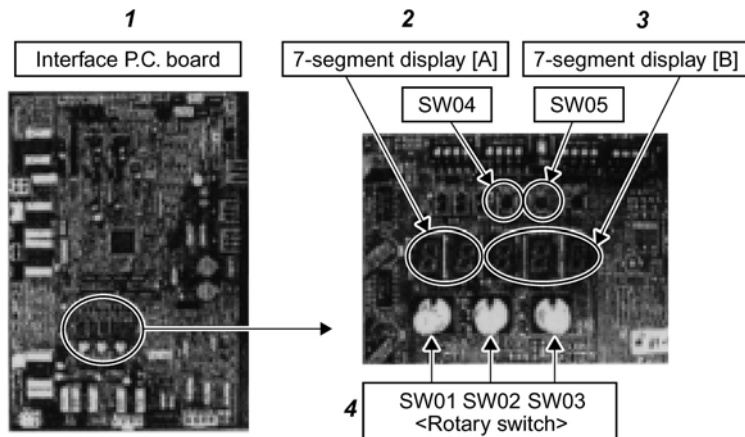 1
2
3
Interface P.C. board
7-segment display [A]
7-segment display [B]
SW04
SW05
4
SW01 SW02 SW03
<Rotary switch>